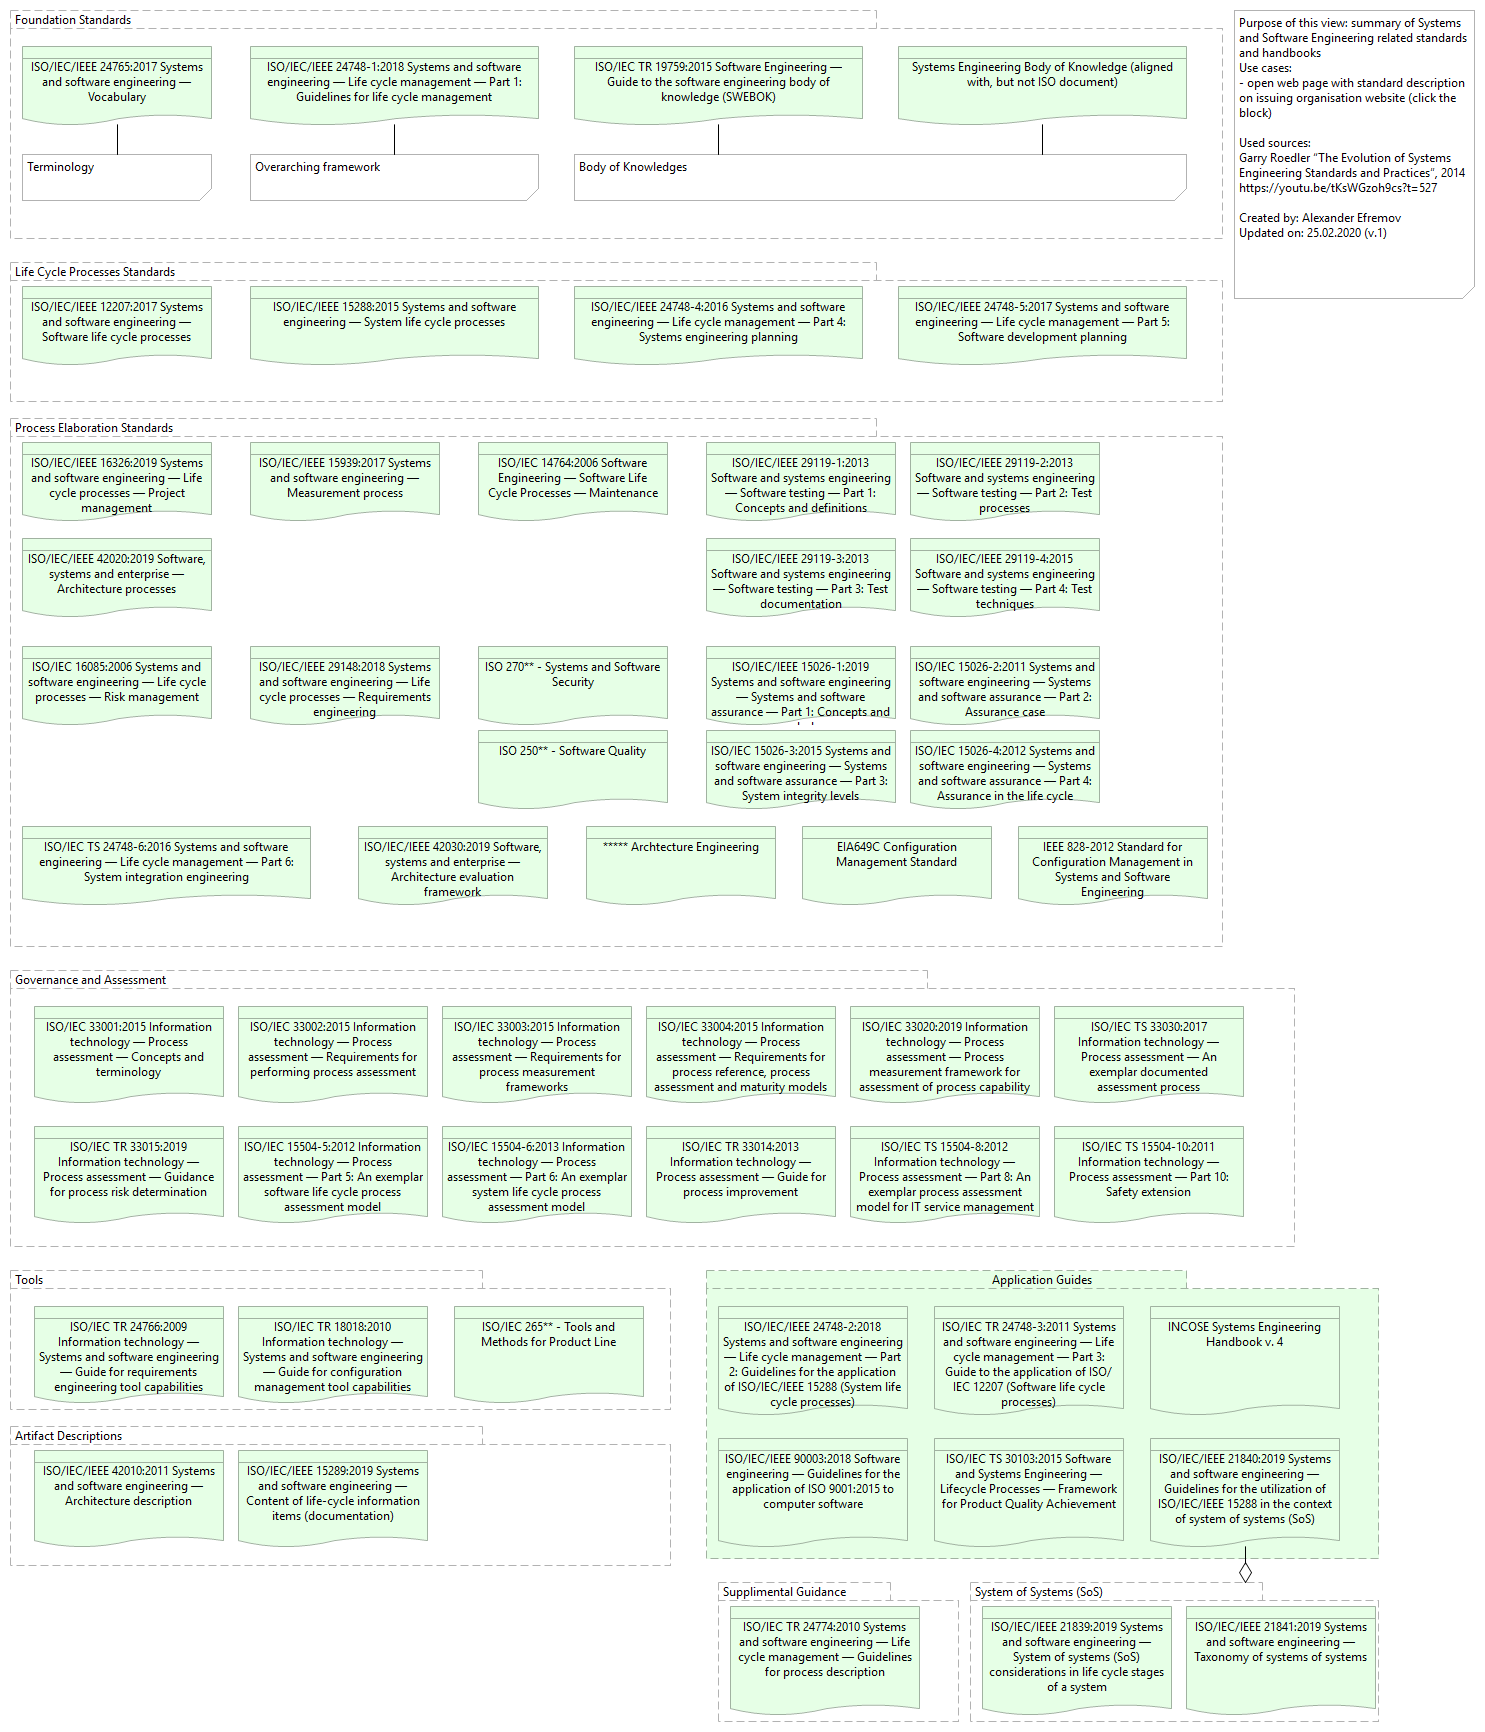 Foundation Standards
ISO/IEC/IEEE 24765:2017 Systems
and software engineering —
Vocabulary
ISO/IEC/IEEE 24748-1:2018 Systems and software
engineering — Life cycle management — Part 1:
Guidelines for life cycle management
ISO/IEC TR 19759:2015 Software Engineering —
Guide to the software engineering body of
knowledge (SWEBOK)
Systems Engineering Body of Knowledge (aligned
with, but not ISO document)
Terminology
Overarching framework
Body of Knowledges
Purpose of this view: summary of Systems
and Software Engineering related standards
and handbooks
Use cases:
- open web page with standard description
on issuing organisation website (click the
block)
Used sources:
Garry Roedler "The Evolution of Systems
Engineering Standards and Practices", 2014
https://youtu.be/tKsWGzoh9cs?t=527
Created by: Alexander Efremov
Updated on: 25.02.2020 (v.1)
Life Cycle Processes Standards
ISO/IEC/IEEE 12207:2017 Systems
and software engineering —
Software life cycle processes
ISO/IEC/IEEE 15288:2015 Systems and software
engineering — System life cycle processes
ISO/IEC/IEEE 24748-4:2016 Systems and software
engineering — Life cycle management — Part 4:
Systems engineering planning
ISO/IEC/IEEE 24748-5:2017 Systems and software
engineering — Life cycle management — Part 5:
Software development planning
Process Elaboration Standards
ISO/IEC/IEEE 16326:2019 Systems
and software engineering — Life
cycle processes — Project
management
ISO/IEC/IEEE 15939:2017 Systems
and software engineering —
Measurement process
ISO/IEC 14764:2006 Software
Engineering — Software Life
Cycle Processes — Maintenance
ISO/IEC/IEEE 29119-1:2013
Software and systems engineering
— Software testing — Part 1:
Concepts and definitions
ISO/IEC/IEEE 29119-2:2013
Software and systems engineering
— Software testing — Part 2: Test
processes
ISO/IEC/IEEE 42020:2019 Software,
systems and enterprise —
Architecture processes
ISO/IEC/IEEE 29119-3:2013
Software and systems engineering
— Software testing — Part 3: Test
documentation
ISO/IEC/IEEE 29119-4:2015
Software and systems engineering
— Software testing — Part 4: Test
techniques
ISO/IEC 16085:2006 Systems and
software engineering — Life cycle
processes — Risk management
ISO/IEC/IEEE 29148:2018 Systems
and software engineering — Life
cycle processes — Requirements
engineering
ISO 270** - Systems and Software
Security
ISO/IEC/IEEE 15026-1:2019
Systems and software engineering
— Systems and software
assurance — Part 1: Concepts and
ISO/IEC 15026-2:2011 Systems and
software engineering — Systems
and software assurance — Part 2:
Assurance case
ISO 250** - Software Quality
ISO/IEC 15026-3:2015 Systems and
software engineering — Systems
and software assurance — Part 3:
System integrity levels
ISO/IEC 15026-4:2012 Systems and
software engineering — Systems
and software assurance — Part 4:
Assurance in the life cycle
ISO/IEC TS 24748-6:2016 Systems and software
engineering — Life cycle management — Part 6:
System integration engineering
ISO/IEC/IEEE 42030:2019 Software,
systems and enterprise —
Architecture evaluation
framework
***** Archtecture Engineering
EIA649C Configuration
Management Standard
IEEE 828-2012 Standard for
Configuration Management in
Systems and Software
Engineering
Governance and Assessment
ISO/IEC 33001:2015 Information
technology — Process
assessment — Concepts and
terminology
ISO/IEC 33002:2015 Information
technology — Process
assessment — Requirements for
performing process assessment
ISO/IEC 33003:2015 Information
technology — Process
assessment — Requirements for
process measurement
frameworks
ISO/IEC 33004:2015 Information
technology — Process
assessment — Requirements for
process reference, process
assessment and maturity models
ISO/IEC 33020:2019 Information
technology — Process
assessment — Process
measurement framework for
assessment of process capability
ISO/IEC TS 33030:2017
Information technology —
Process assessment — An
exemplar documented
assessment process
ISO/IEC TR 33015:2019
Information technology —
Process assessment — Guidance
for process risk determination
ISO/IEC 15504-5:2012 Information
technology — Process
assessment — Part 5: An exemplar
software life cycle process
assessment model
ISO/IEC 15504-6:2013 Information
technology — Process
assessment — Part 6: An exemplar
system life cycle process
assessment model
ISO/IEC TR 33014:2013
Information technology —
Process assessment — Guide for
process improvement
ISO/IEC TS 15504-8:2012
Information technology —
Process assessment — Part 8: An
exemplar process assessment
model for IT service management
ISO/IEC TS 15504-10:2011
Information technology —
Process assessment — Part 10:
Safety extension
Tools
ISO/IEC TR 24766:2009
Information technology —
Systems and software engineering
— Guide for requirements
engineering tool capabilities
ISO/IEC TR 18018:2010
Information technology —
Systems and software engineering
— Guide for configuration
management tool capabilities
ISO/IEC 265** - Tools and
Methods for Product Line
Application Guides
ISO/IEC/IEEE 24748-2:2018
Systems and software engineering
— Life cycle management — Part
2: Guidelines for the application
of ISO/IEC/IEEE 15288 (System life
cycle processes)
ISO/IEC TR 24748-3:2011 Systems
and software engineering — Life
cycle management — Part 3:
Guide to the application of ISO/
IEC 12207 (Software life cycle
processes)
INCOSE Systems Engineering
Handbook v. 4
ISO/IEC/IEEE 90003:2018 Software
engineering — Guidelines for the
application of ISO 9001:2015 to
computer software
ISO/IEC TS 30103:2015 Software
and Systems Engineering —
Lifecycle Processes — Framework
for Product Quality Achievement
ISO/IEC/IEEE 21840:2019 Systems
and software engineering —
Guidelines for the utilization of
ISO/IEC/IEEE 15288 in the context
of system of systems (SoS)
Artifact Descriptions
ISO/IEC/IEEE 42010:2011 Systems
and software engineering —
Architecture description
ISO/IEC/IEEE 15289:2019 Systems
and software engineering —
Content of life-cycle information
items (documentation)
Supplimental Guidance
ISO/IEC TR 24774:2010 Systems
and software engineering — Life
cycle management — Guidelines
for process description
System of Systems (SoS)
ISO/IEC/IEEE 21839:2019 Systems
and software engineering —
System of systems (SoS)
considerations in life cycle stages
of a system
ISO/IEC/IEEE 21841:2019 Systems
and software engineering —
Taxonomy of systems of systems